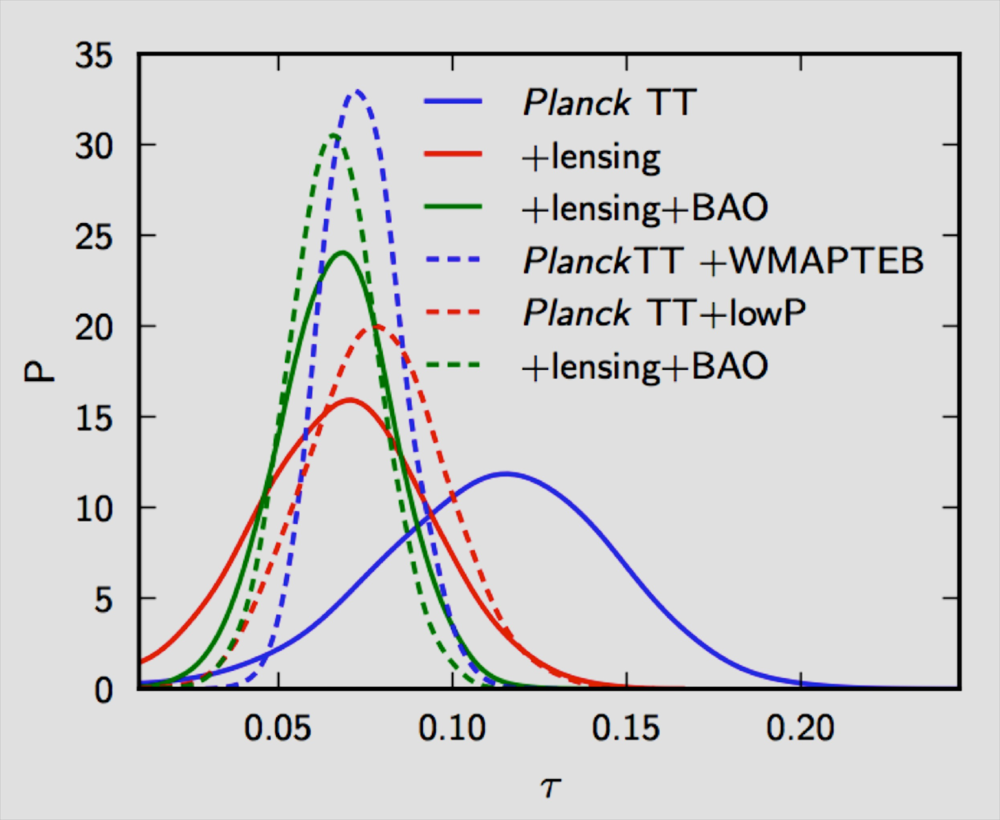 35
30
25
20
15
10
5
0
P
Planck TT
+lensing
+lensing+BAO
PlanckTT +WMAPTEB
Planck TT+lowP
+lensing+BAO
0.05 0.10 0.15 0.20
τ